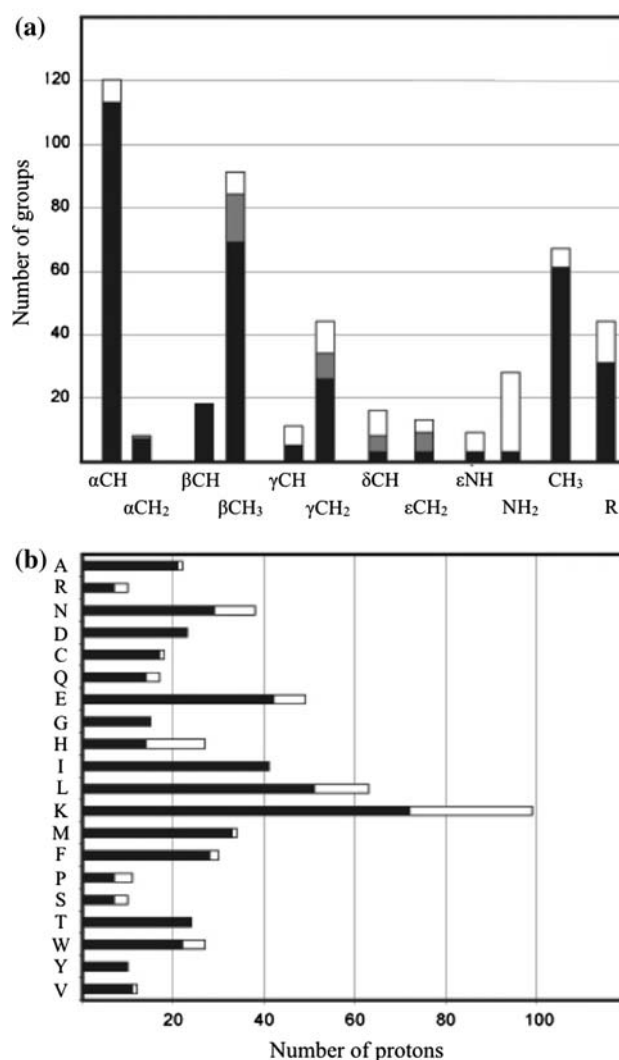 (a)
Number of groups
120
100
80
60
40
20
αCH βCH γCH δCH εNH CH₃
αCH₂ βCH₃ γCH₂ εCH₂ NH₂ R
(b)
A
R
N
D
C
Q
E
G
H
I
L
K
M
F
P
S
T
W
Y
V
20 40 60 80 100
Number of protons